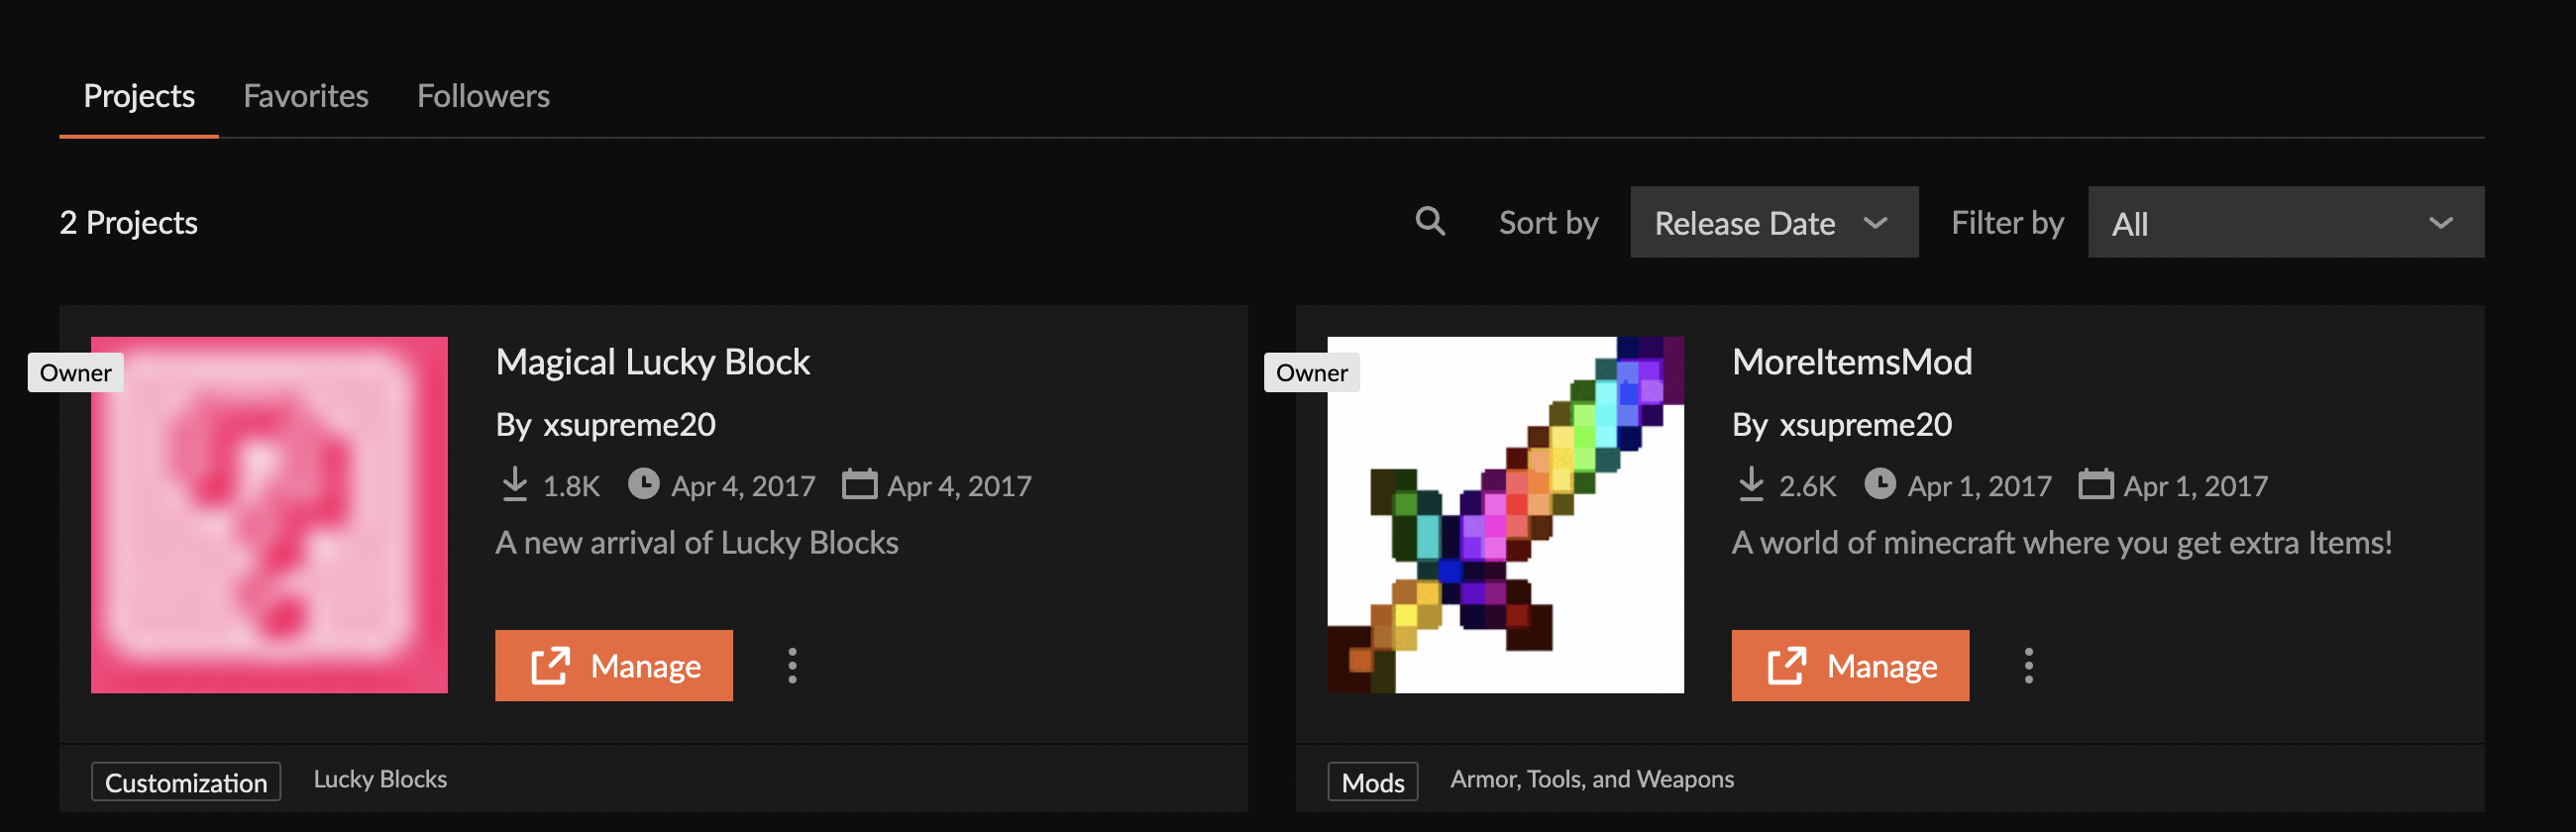 Projects Favorites Followers
2 Projects
Sort by Release Date Filter by All
Owner
Magical Lucky Block
By xsupreme20
1.8K Apr 4, 2017 Apr 4, 2017
A new arrival of Lucky Blocks
Manage
Customization Lucky Blocks
Owner
MoreItemsMod
By xsupreme20
2.6K Apr 1, 2017 Apr 1, 2017
A world of minecraft where you get extra Items!
Manage
Mods Armor, Tools, and Weapons